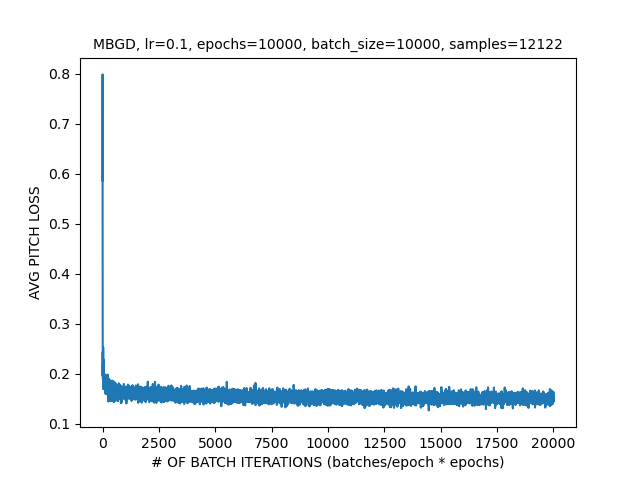 MBGD, lr=0.1, epochs=10000, batch_size=10000, samples=12122
AVG PITCH LOSS
0.8
0.7
0.6
0.5
0.4
0.3
0.2
0.1
0 2500 5000 7500 10000 12500 15000 17500 20000
# OF BATCH ITERATIONS (batches/epoch * epochs)